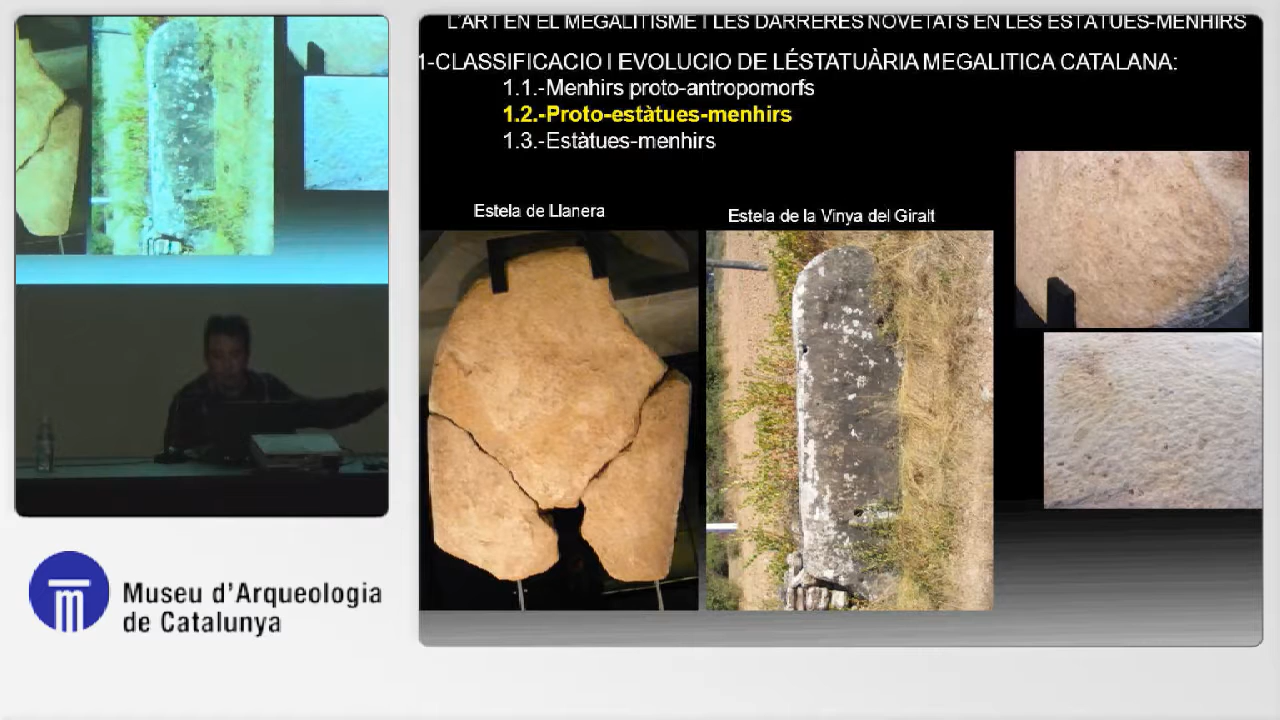 L'ART EN EL MEGALITISME I LES DARRERES NOVETATS EN LES ESTATUES-MENHIRS
1-CLASSIFICACIO I EVOLUCIO DE LÉSTATUÀRIA MEGALITICA CATALANA:
1.1.-Menhirs proto-antropomorfs
1.2.-Proto-estàtues-menhirs
1.3.-Estàtues-menhirs
Estela de Llanera
Estela de la Vinya del Giralt
Museu d'Arqueologia
de Catalunya